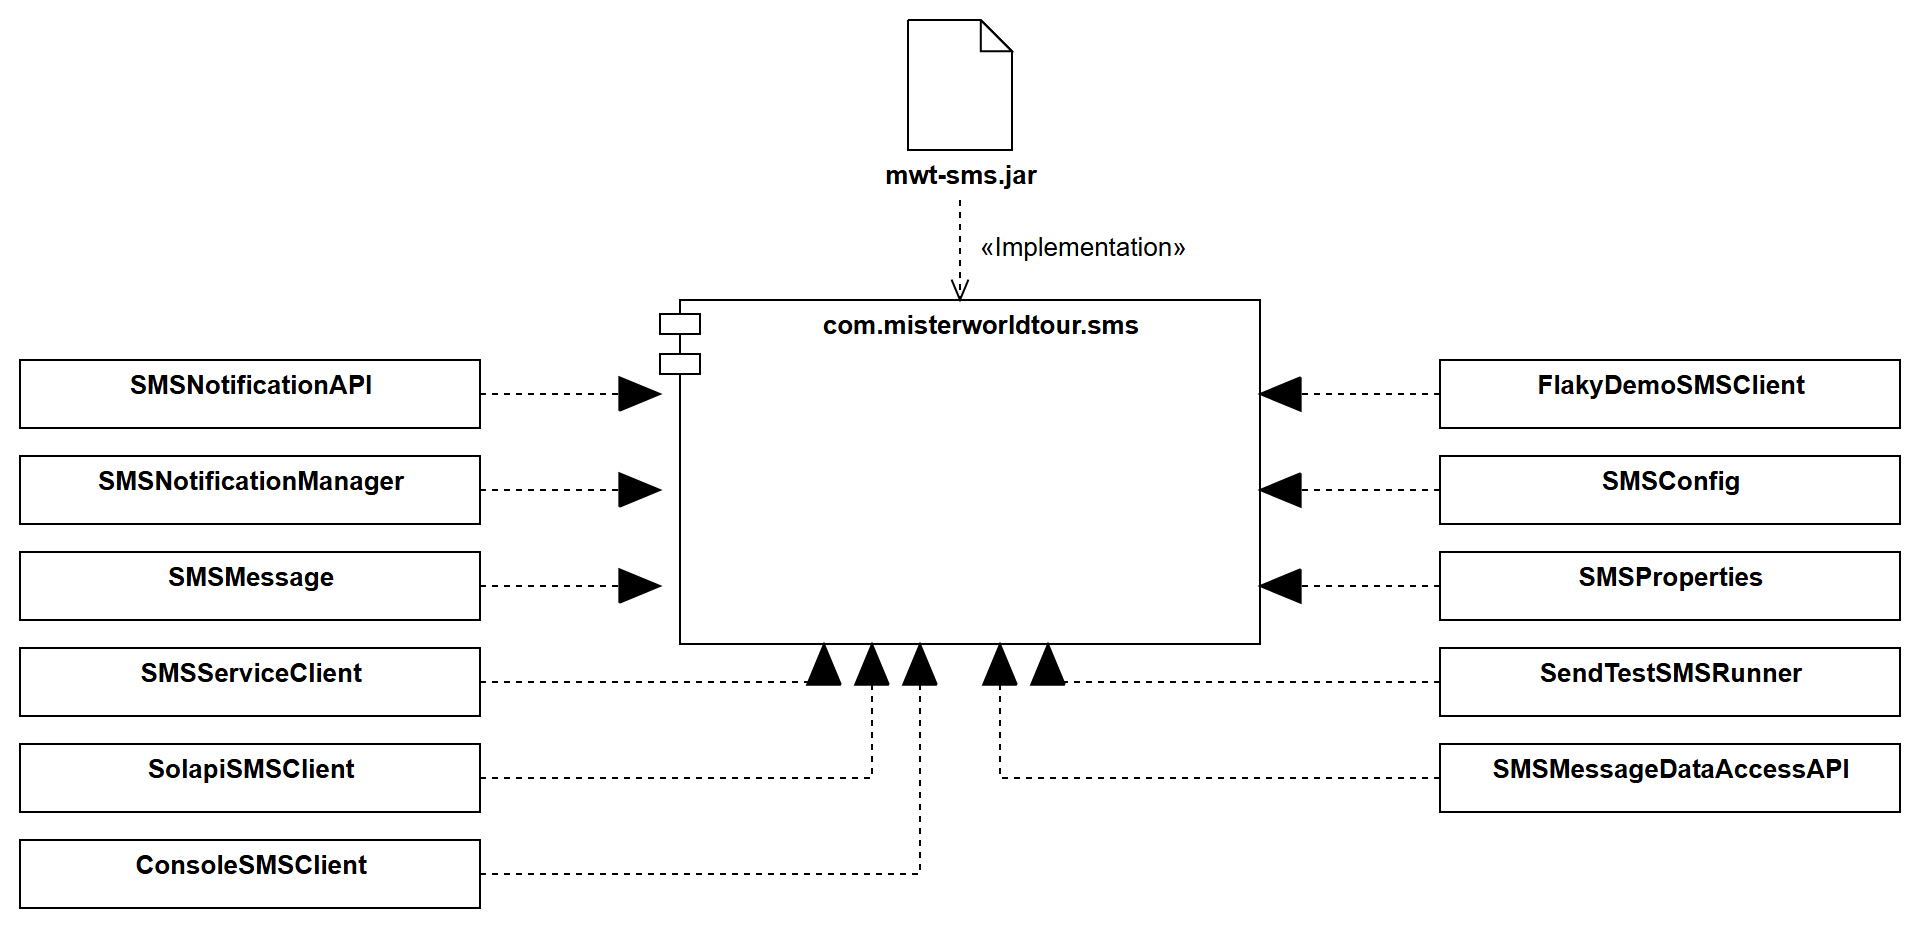 mwt-sms.jar
«Implementation»
com.misterworldtour.sms
SMSNotificationAPI
SMSNotificationManager
SMSMessage
SMSServiceClient
SolapiSMSClient
ConsoleSMSClient
FlakyDemoSMSClient
SMSConfig
SMSProperties
SendTestSMSRunner
SMSMessageDataAccessAPI